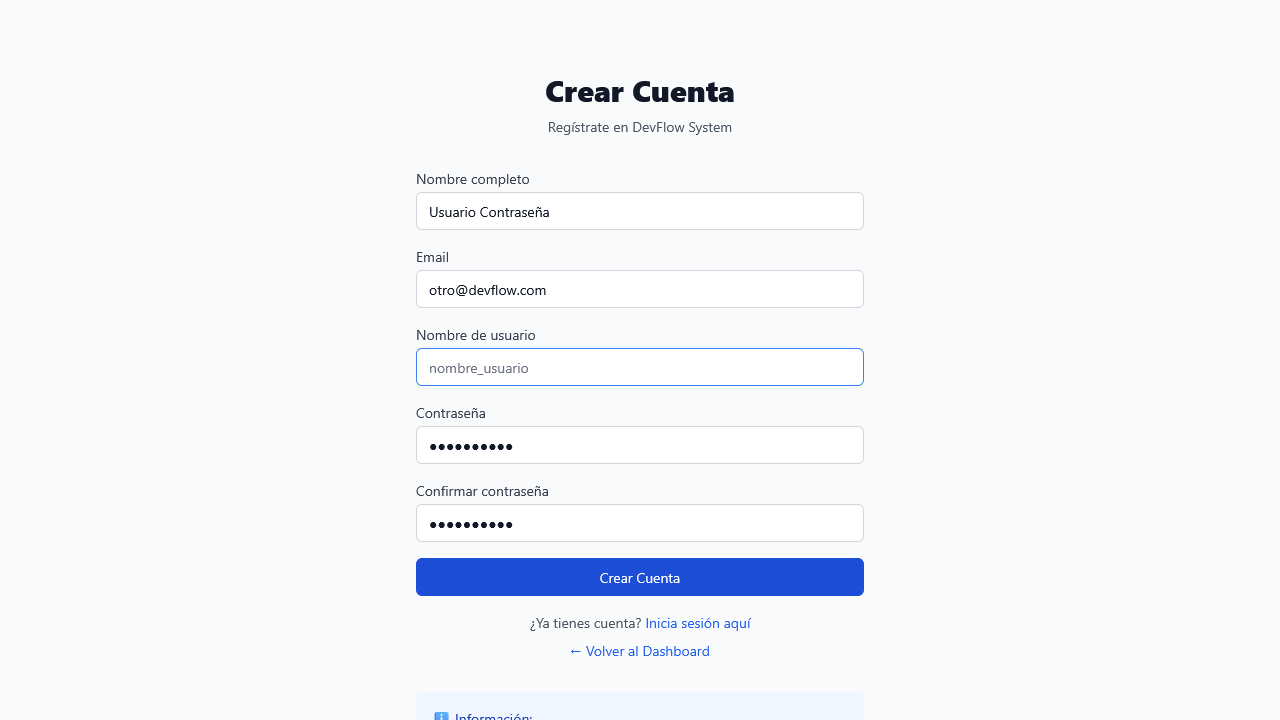 Crear Cuenta
Regístrate en DevFlow System
Nombre completo
Usuario Contraseña
Email
otro@devflow.com
Nombre de usuario
nombre_usuario
Contraseña
●●●●●●●●●●
Confirmar contraseña
●●●●●●●●●●
Crear Cuenta
¿Ya tienes cuenta? Inicia sesión aquí
← Volver al Dashboard
ℹ️ Información: